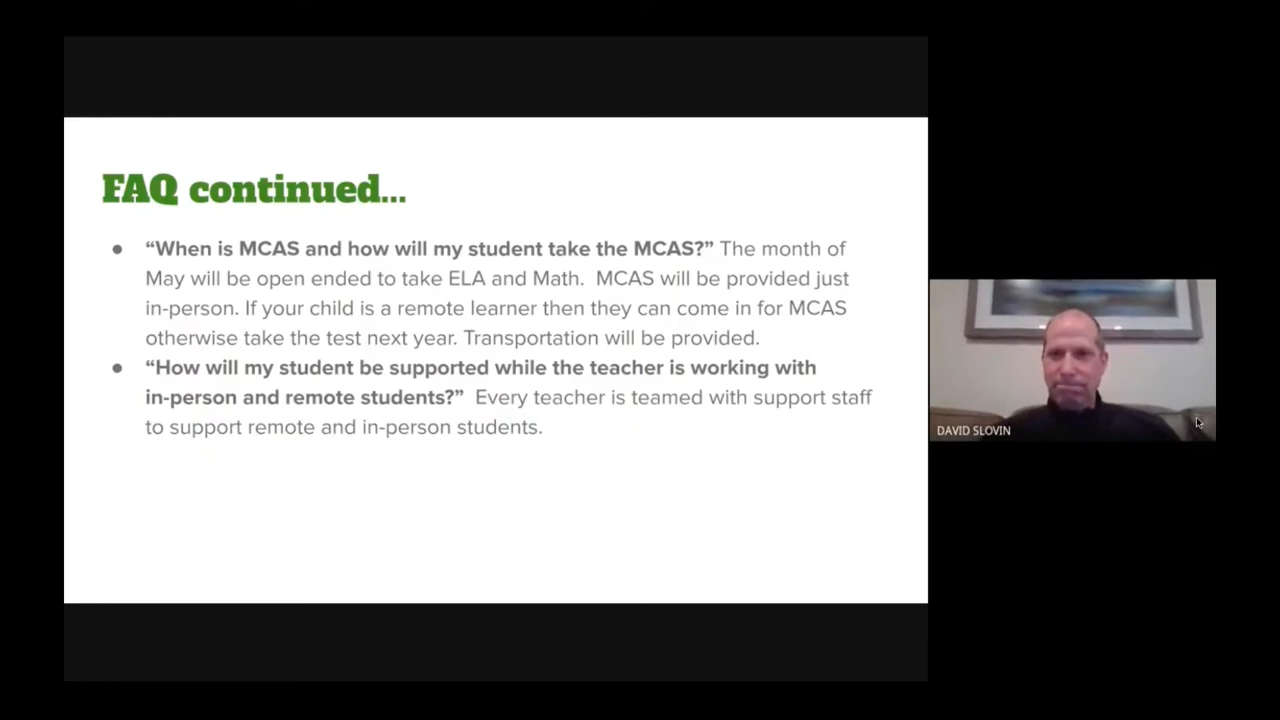 FAQ continued...
● “When is MCAS and how will my student take the MCAS?” The month of
May will be open ended to take ELA and Math.  MCAS will be provided just
in-person. If your child is a remote learner then they can come in for MCAS
otherwise take the test next year. Transportation will be provided.
● “How will my student be supported while the teacher is working with
in-person and remote students?”  Every teacher is teamed with support staff
to support remote and in-person students.
DAVID SLOVIN